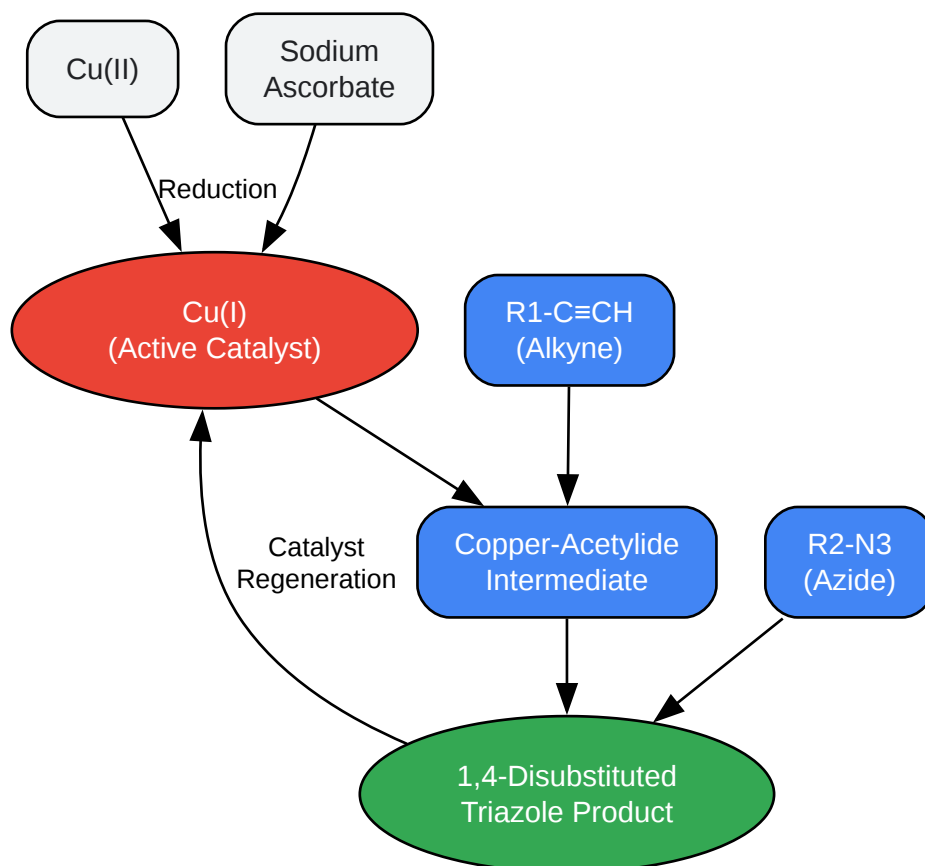 Cu(II)
Sodium
Ascorbate
Reduction
Cu(I)
(Active Catalyst)
R1-C≡CH
(Alkyne)
Catalyst
Regeneration
Copper-Acetylide
Intermediate
R2-N3
(Azide)
1,4-Disubstituted
Triazole Product